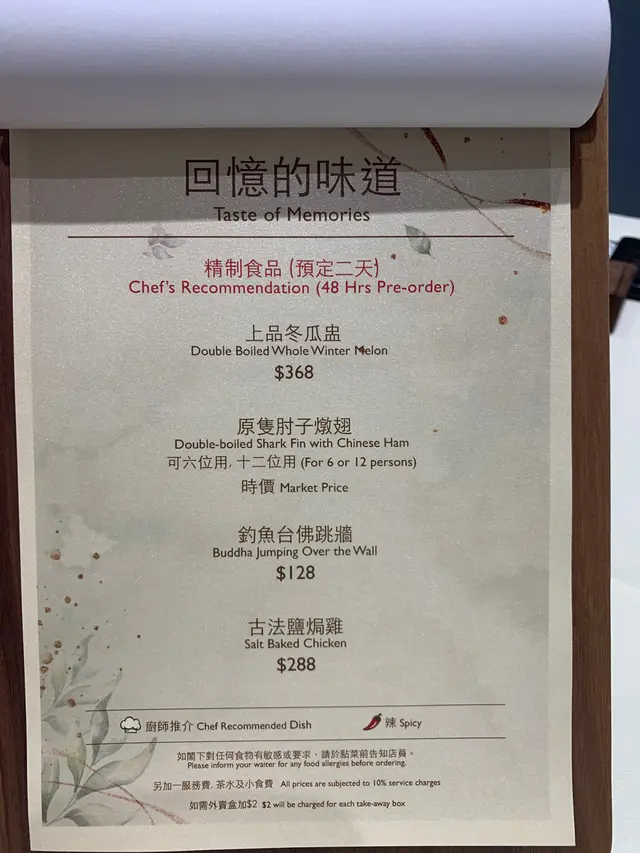 回憶的味道
Taste of Memories
精制食品 (預定二天)
Chef's Recommendation (48 Hrs Pre-order)
上品冬瓜盅
Double Boiled Whole Winter Melon
$368
原隻肘子燉翅
Double-boiled Shark Fin with Chinese Ham
可六位用, 十二位用 (For 6 or 12 persons)
時價 Market Price
釣魚台佛跳牆
Buddha Jumping Over the Wall
$128
古法鹽焗雞
Salt Baked Chicken
$288
廚師推介 Chef Recommended Dish
辣 Spicy
如閣下對任何食物有敏感或要求，請於點菜前告知店員。
Please inform your waiter for any food allergies before ordering.
另加一服務費, 茶水及小食費 All prices are subjected to 10% service charges
如需外賣盒加$2 $2 will be charged for each take-away box